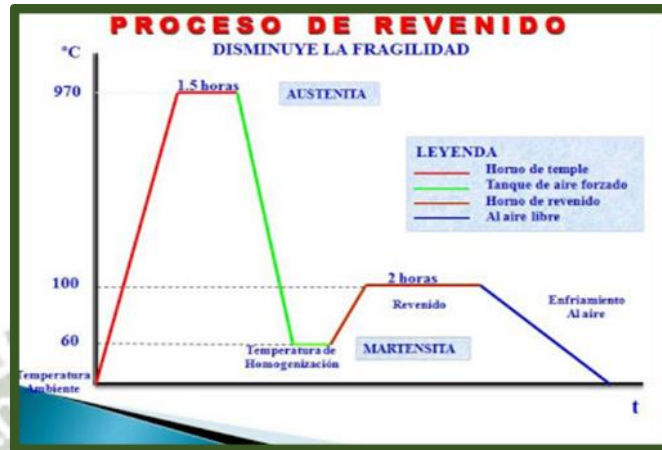 PROCESO DE REVENIDO
DISMINUYE LA FRAGILIDAD
°C
1.5 horas
970
AUSTENITA
LEYENDA
Horno de temple
Tanque de aire forzado
Horno de revenido
Al aire libre
100
2 horas
Revenido
Enfriamiento
Al aire
60
Temperatura de
Homogenización
MARTENSITA
Temperatura
Ambiente
t